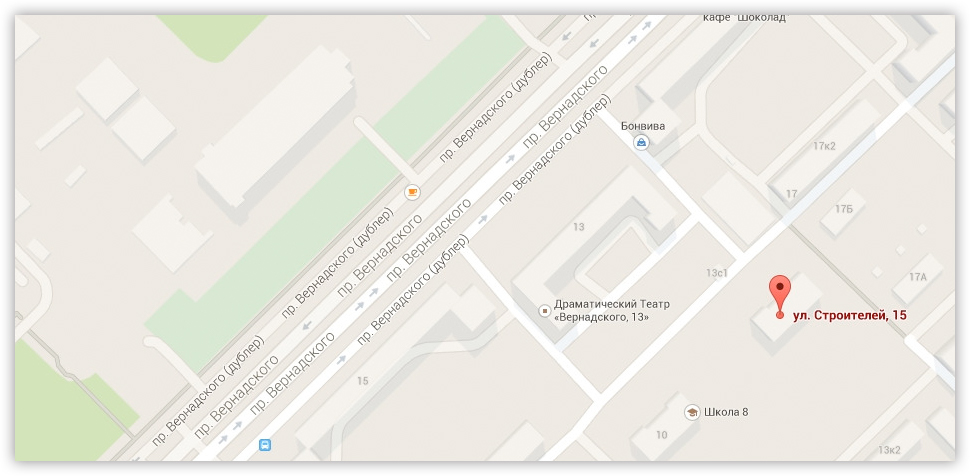 кафе "Шоколад"
пр. Вернадского (дублер)
пр. Вернадского
пр. Вернадского (дублер)
Бонвива
17к2
17
17Б
пр. Вернадского (дублер)
пр. Вернадского
пр. Вернадского
пр. Вернадского (дублер)
13
13с1
17А
Драматический Театр
«Вернадского, 13»
ул. Строителей, 15
пр. Вернадского (дублер)
пр. Вернадского
пр. Вернадского
15
Школа 8
10
13к2